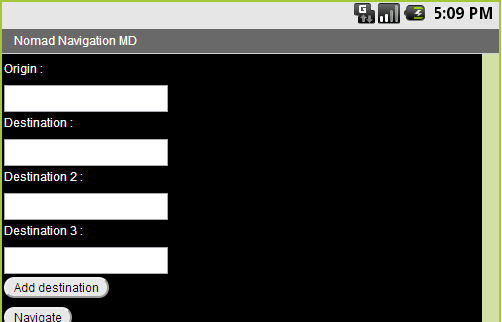 5:09 PM
Nomad Navigation MD
Origin :
Destination :
Destination 2 :
Destination 3 :
Add destination
Navigate